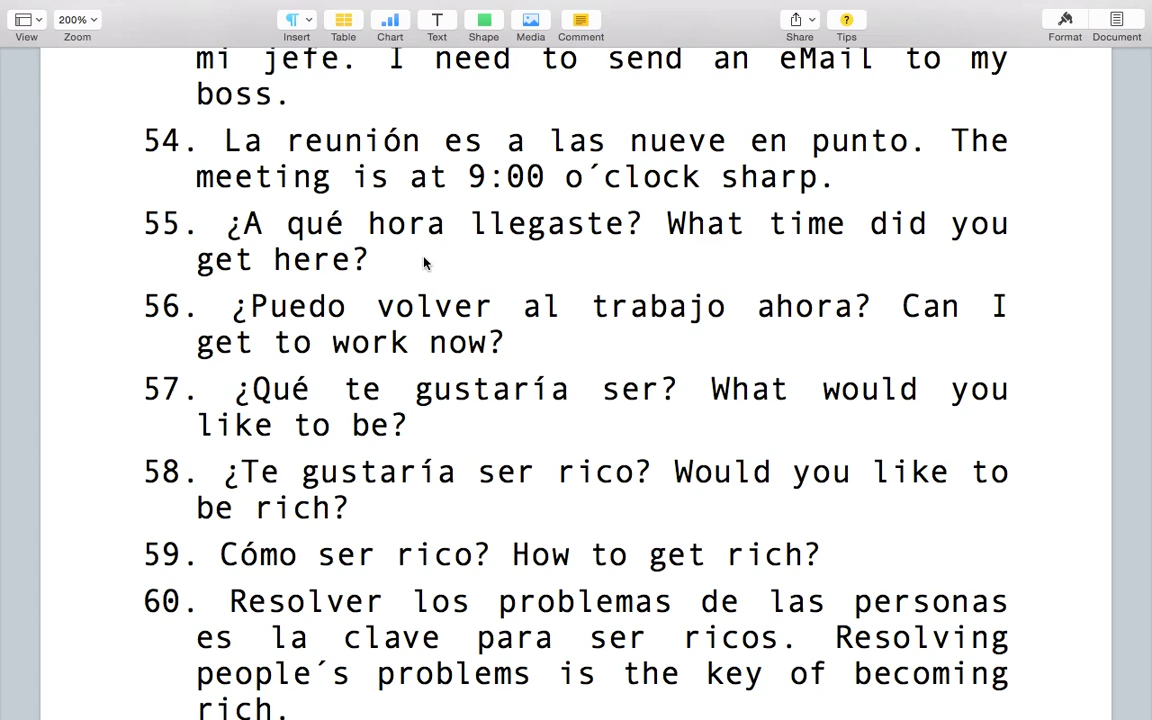 200%
View
Zoom
Insert
Table
Chart
T
Text
Shape
Media
Comment
Share
?
Tips
Format
Document
mi jefe. I need to send an eMail to my
boss.
54. La reunión es a las nueve en punto. The
meeting is at 9:00 o´clock sharp.
55. ¿A qué hora llegaste? What time did you
get here?
56. ¿Puedo volver al trabajo ahora? Can I
get to work now?
57. ¿Qué te gustaría ser? What would you
like to be?
58. ¿Te gustaría ser rico? Would you like to
be rich?
59. Cómo ser rico? How to get rich?
60. Resolver los problemas de las personas
es la clave para ser ricos. Resolving
people´s problems is the key of becoming
rich.